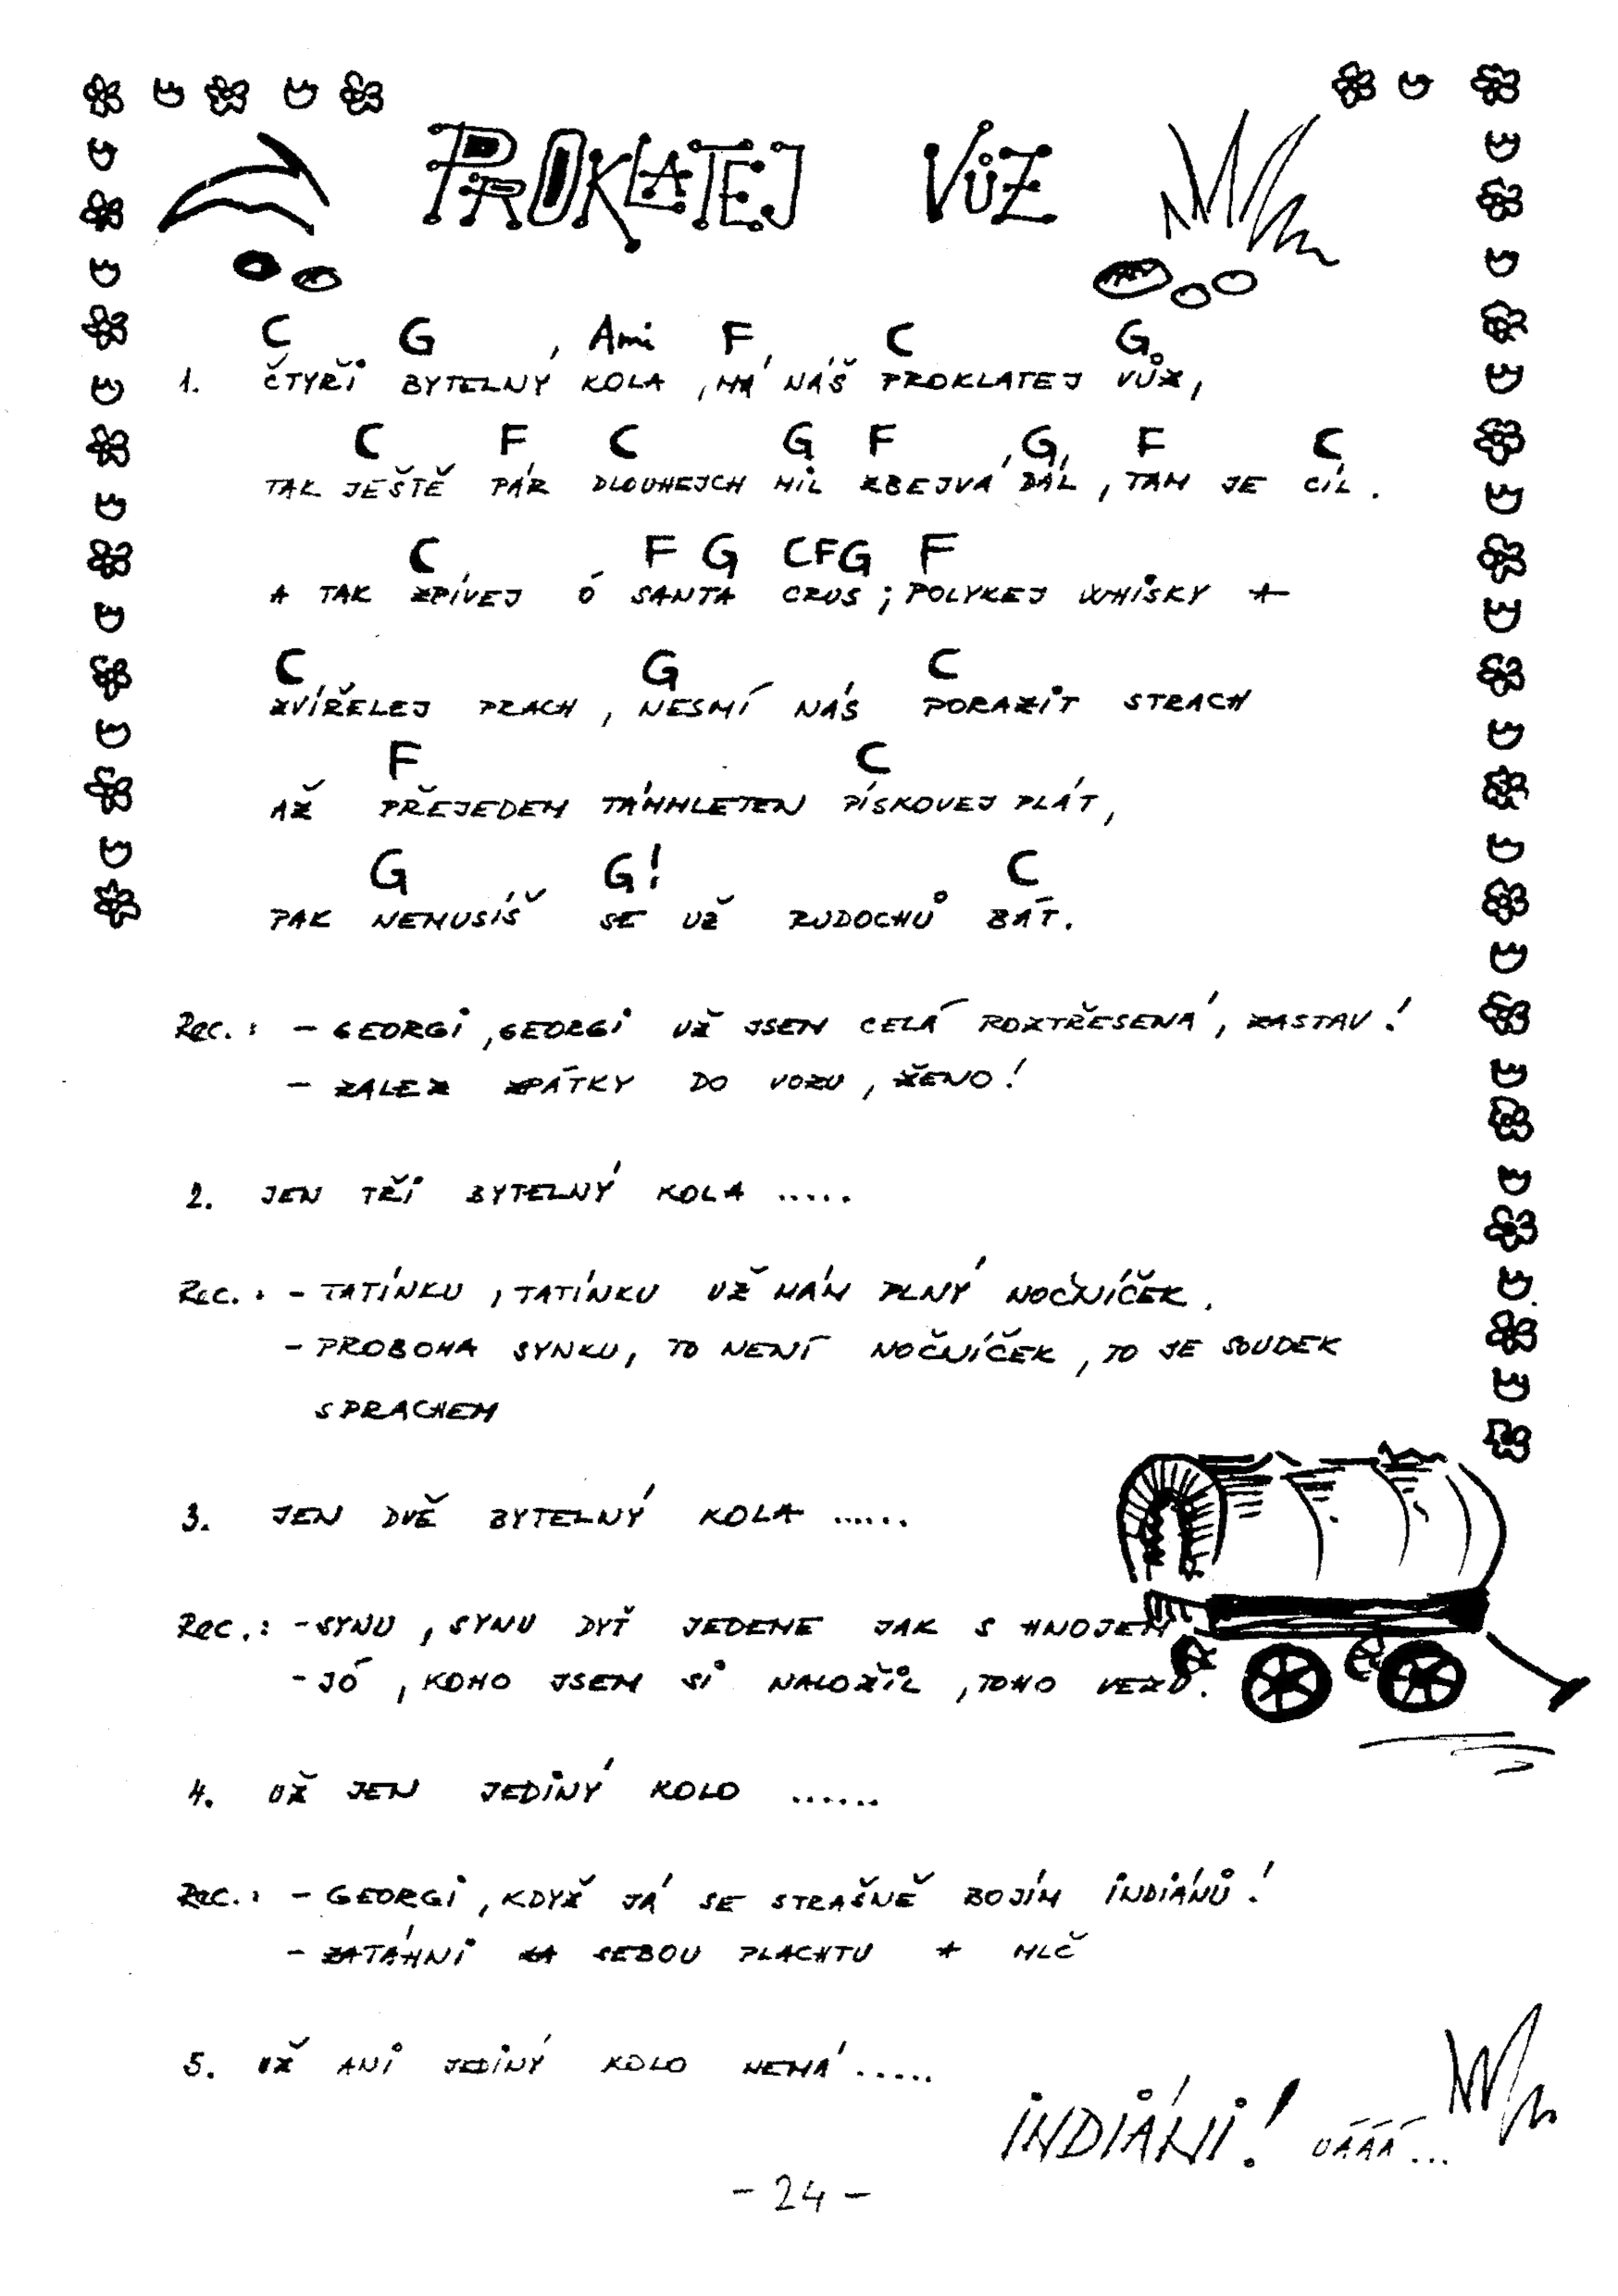 PROKLATEJ VŮZ
C G Ami F C G
1. ČTYŘI BYTELNÝ KOLA, MÁ NÁŠ PROKLATEJ VŮZ,
C F C G F G F C
TAK JEŠTĚ PÁR DLOUHEJCH MIL ZBEJVÁ DÁL, TAM JE CÍL.
C F G CFG F
A TAK ZPÍVEJ Ó SANTA CRUS; POLYKEJ WHISKY A
C G C
ZVÍŘELEJ PRACH, NESMÍ NÁS PORAZIT STRACH
F C
AŽ PŘEJEDEM TÁMHLETEN PÍSKOVEJ PLÁT,
G G! C
PAK NEMUSÍŠ SE UŽ RUDOCHŮ BÁT.
Rec.: - GEORGI, GEORGI UŽ JSEM CELÁ ROZTŘESENÁ, ZASTAV!
- ZALEZ ZPÁTKY DO VOZU, ŽENO!
2. JEN TŘI BYTELNÝ KOLA .....
Rec.: - TATÍNKU, TATÍNKU UŽ MÁM PLNÝ NOČNÍČEK.
- PROBOHA SYNKU, TO NENÍ NOČNÍČEK, TO JE SOUDEK
S PRACHEM
3. JEN DVĚ BYTELNÝ KOLA ......
Rec.: - SYNU, SYNU DYŤ JEDEME JAK S HNOJEM
- JÓ, KOHO JSEM SI NALOŽIL, TOHO VEZU.
4. UŽ JEN JEDINÝ KOLO ......
Rec.: - GEORGI, KDYŽ JÁ SE STRAŠNĚ BOJÍM INDIÁNŮ!
- ZATÁHNI ZA SEBOU PLACHTU A MLČ
5. UŽ ANI JEDINÝ KOLO NEMÁ .....
INDIÁNI! UÁÁÁ...
- 24 -